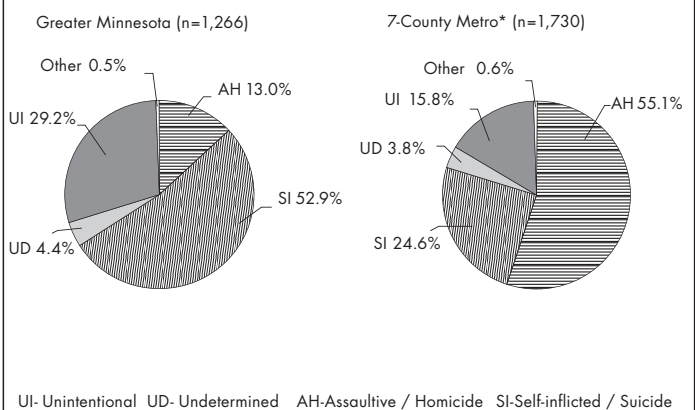 Greater Minnesota (n=1,266)
Other 0.5%
AH 13.0%
UI 29.2%
SI 52.9%
UD 4.4%
7-County Metro* (n=1,730)
Other 0.6%
UI 15.8%
AH 55.1%
UD 3.8%
SI 24.6%
UI- Unintentional UD- Undetermined AH-Assaultive / Homicide SI-Self-inflicted / Suicide